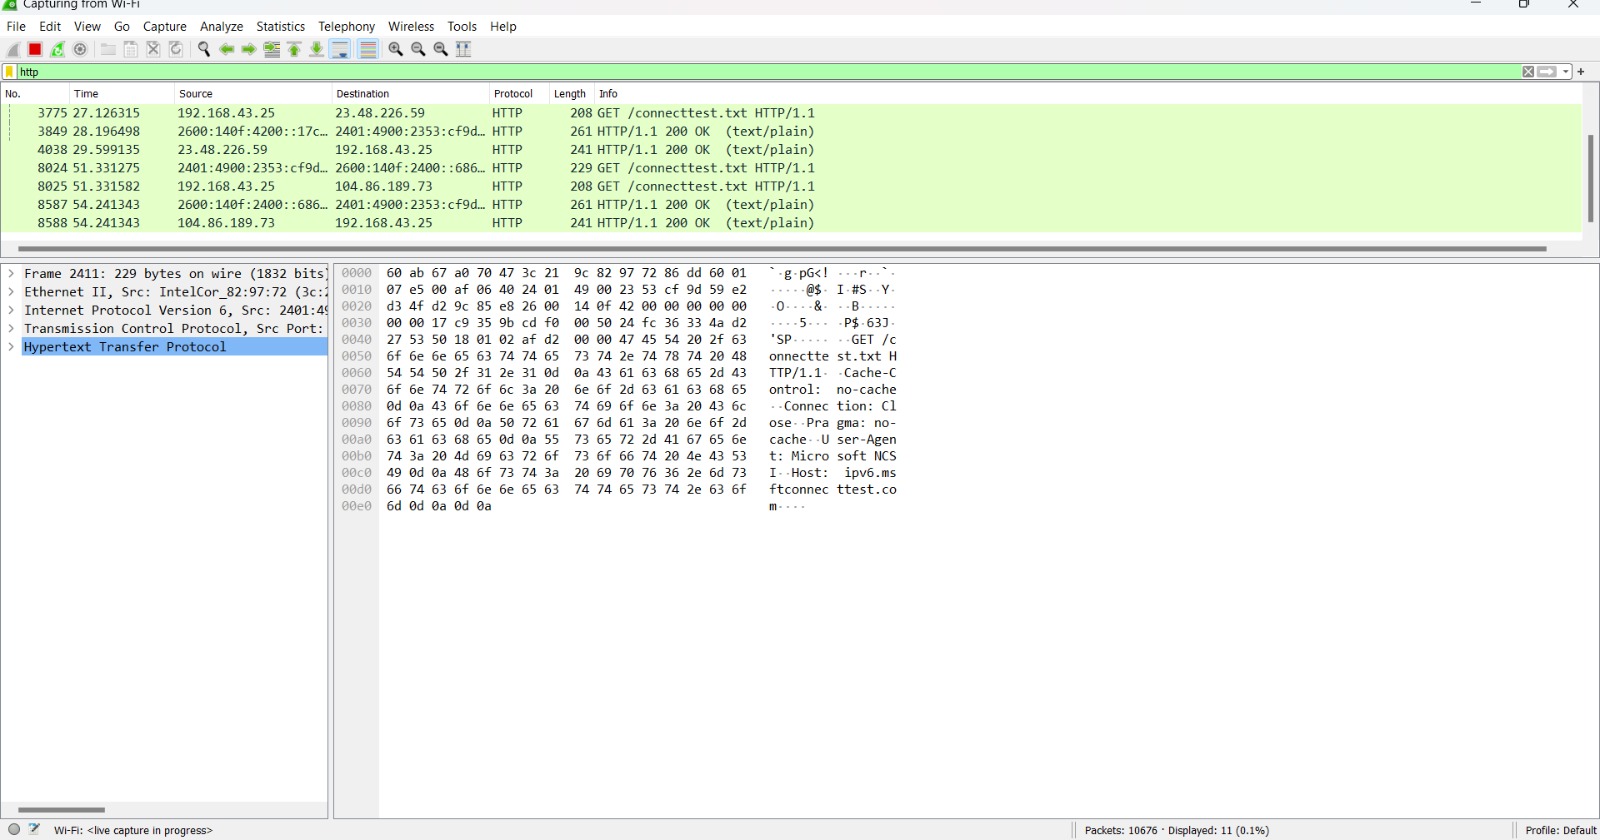 Capturing from Wi-Fi
File Edit View Go Capture Analyze Statistics Telephony Wireless Tools Help
http
No. Time Source Destination Protocol Length Info
3775 27.126315 192.168.43.25 23.48.226.59 HTTP 208 GET /connecttest.txt HTTP/1.1
3849 28.196498 2600:140f:4200::17c… 2401:4900:2353:cf9d… HTTP 261 HTTP/1.1 200 OK (text/plain)
4038 29.599135 23.48.226.59 192.168.43.25 HTTP 241 HTTP/1.1 200 OK (text/plain)
8024 51.331275 2401:4900:2353:cf9d… 2600:140f:2400::686… HTTP 229 GET /connecttest.txt HTTP/1.1
8025 51.331582 192.168.43.25 104.86.189.73 HTTP 208 GET /connecttest.txt HTTP/1.1
8587 54.241343 2600:140f:2400::686… 2401:4900:2353:cf9d… HTTP 261 HTTP/1.1 200 OK (text/plain)
8588 54.241343 104.86.189.73 192.168.43.25 HTTP 241 HTTP/1.1 200 OK (text/plain)
Frame 2411: 229 bytes on wire (1832 bits)
Ethernet II, Src: IntelCor_82:97:72 (3c:2
Internet Protocol Version 6, Src: 2401:49
Transmission Control Protocol, Src Port:
Hypertext Transfer Protocol
0000 60 ab 67 a0 70 47 3c 21 9c 82 97 72 86 dd 60 01 `·g·pG<! ···r··`·
0010 07 e5 00 af 06 40 24 01 49 00 23 53 cf 9d 59 e2 ·····@$· I·#S··Y·
0020 d3 4f d2 9c 85 e8 26 00 14 0f 42 00 00 00 00 00 ·O····&· ··B·····
0030 00 00 17 c9 35 9b cd f0 00 50 24 fc 36 33 4a d2 ····5··· ·P$·63J·
0040 27 53 50 18 01 02 af d2 00 00 47 45 54 20 2f 63 'SP····· ··GET /c
0050 6f 6e 6e 65 63 74 74 65 73 74 2e 74 78 74 20 48 onnectte st.txt H
0060 54 54 50 2f 31 2e 31 0d 0a 43 61 63 68 65 2d 43 TTP/1.1· ·Cache-C
0070 6f 6e 74 72 6f 6c 3a 20 6e 6f 2d 63 61 63 68 65 ontrol:  no-cache
0080 0d 0a 43 6f 6e 6e 65 63 74 69 6f 6e 3a 20 43 6c ··Connec tion: Cl
0090 6f 73 65 0d 0a 50 72 61 67 6d 61 3a 20 6e 6f 2d ose··Pra gma: no-
00a0 63 61 63 68 65 0d 0a 55 73 65 72 2d 41 67 65 6e cache··U ser-Agen
00b0 74 3a 20 4d 69 63 72 6f 73 6f 66 74 20 4e 43 53 t: Micro soft NCS
00c0 49 0d 0a 48 6f 73 74 3a 20 69 70 76 36 2e 6d 73 I··Host:  ipv6.ms
00d0 66 74 63 6f 6e 6e 65 63 74 74 65 73 74 2e 63 6f ftconnec ttest.co
00e0 6d 0d 0a 0d 0a m····
Wi-Fi: <live capture in progress> Packets: 10676 · Displayed: 11 (0.1%) Profile: Default